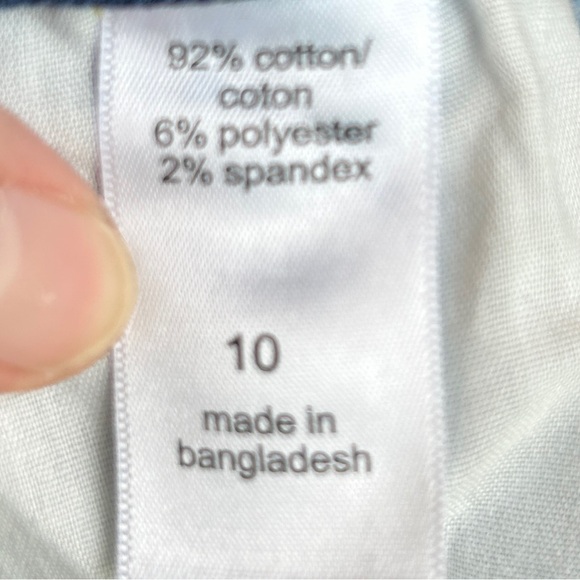 92% cotton/
coton
6% polyester
2% spandex
10
made in
bangladesh